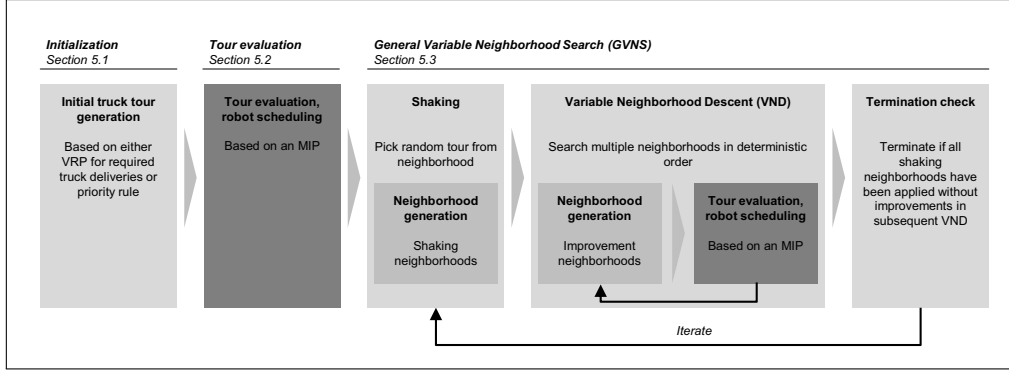 Initialization
Section 5.1
Tour evaluation
Section 5.2
General Variable Neighborhood Search (GVNS)
Section 5.3
Initial truck tour
generation
Based on either
VRP for required
truck deliveries or
priority rule
Tour evaluation,
robot scheduling
Based on an MIP
Shaking
Pick random tour from
neighborhood
Neighborhood
generation
Shaking
neighborhoods
Variable Neighborhood Descent (VND)
Search multiple neighborhoods in deterministic
order
Neighborhood
generation
Improvement
neighborhoods
Tour evaluation,
robot scheduling
Based on an MIP
Termination check
Terminate if all
shaking
neighborhoods have
been applied without
improvements in
subsequent VND
Iterate